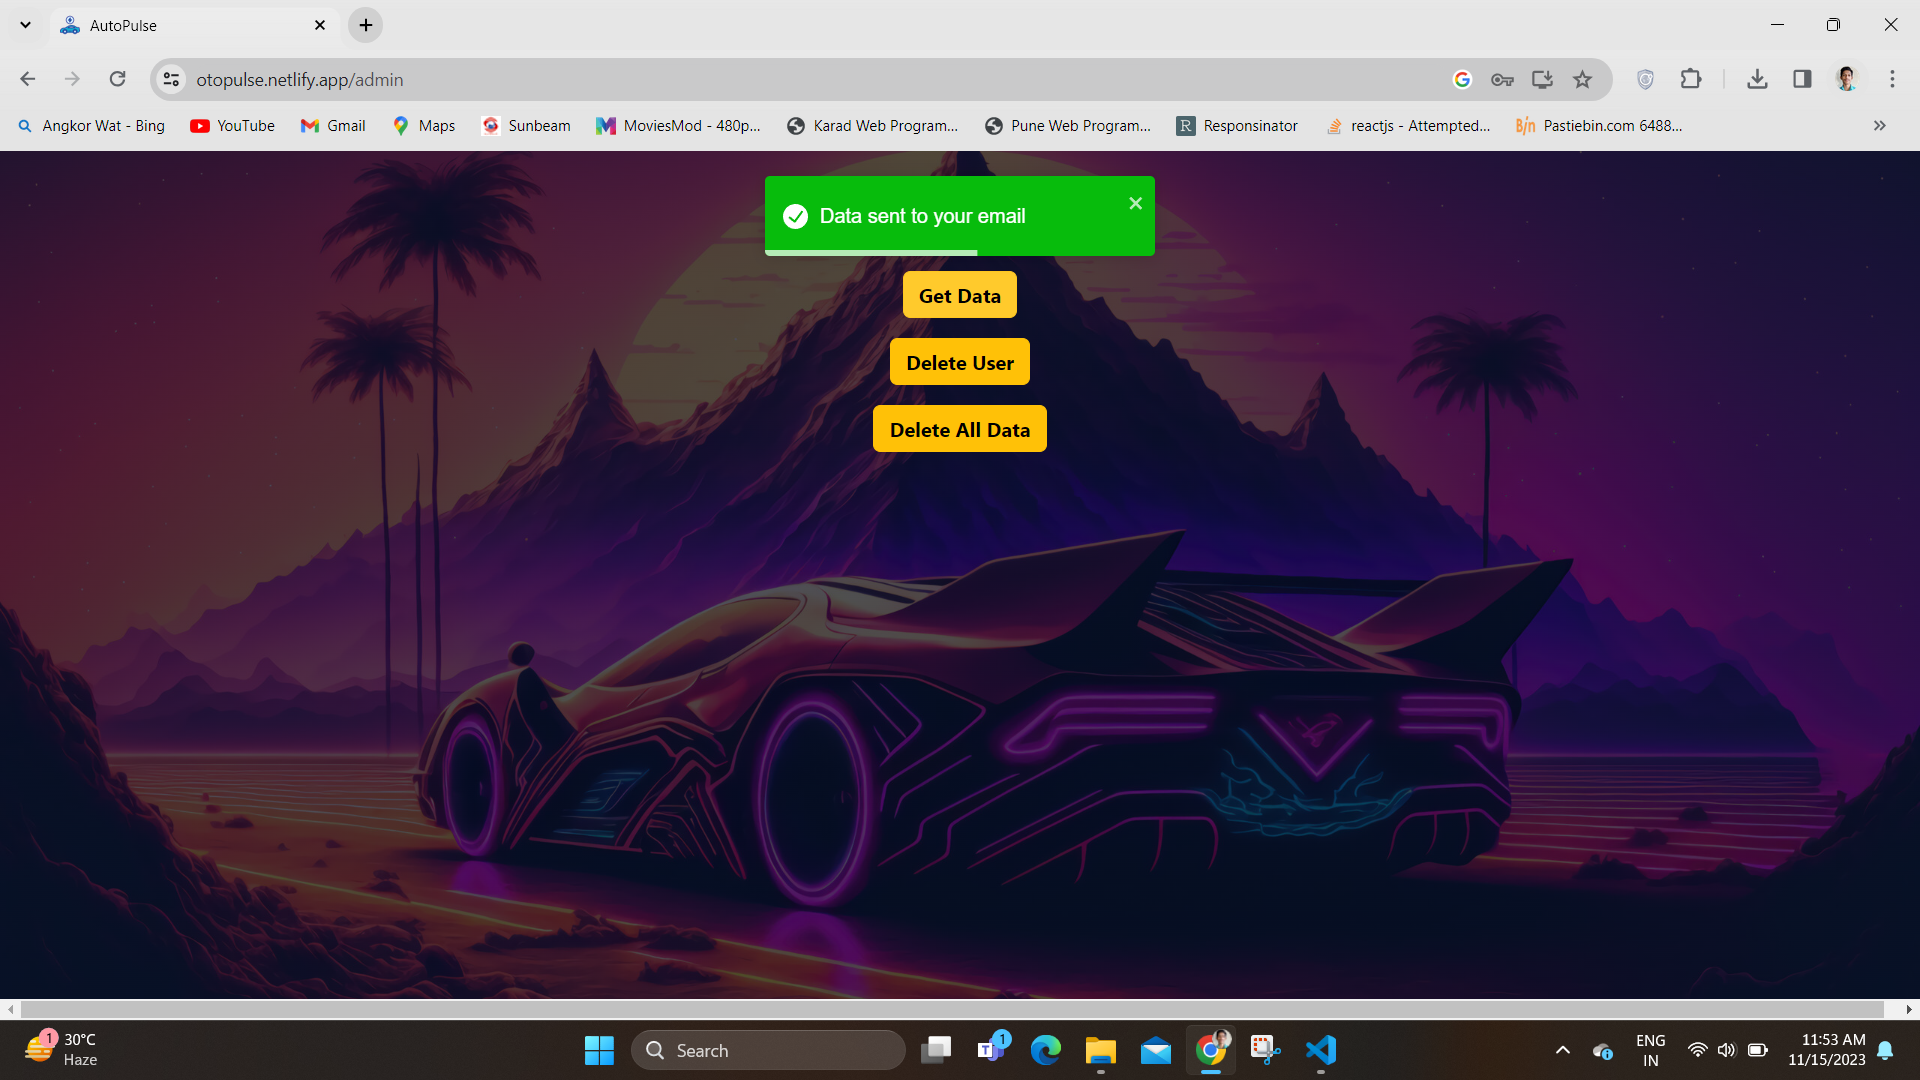 AutoPulse
otopulse.netlify.app/admin
Angkor Wat - Bing
YouTube
Gmail
Maps
Sunbeam
MoviesMod - 480p...
Karad Web Program...
Pune Web Program...
R
Responsinator
reactjs - Attempted...
Bin
Pastiebin.com 6488...
Data sent to your email
Get Data
Delete User
Delete All Data
1
30°C
Haze
Search
1
ENG
IN
11:53 AM
11/15/2023